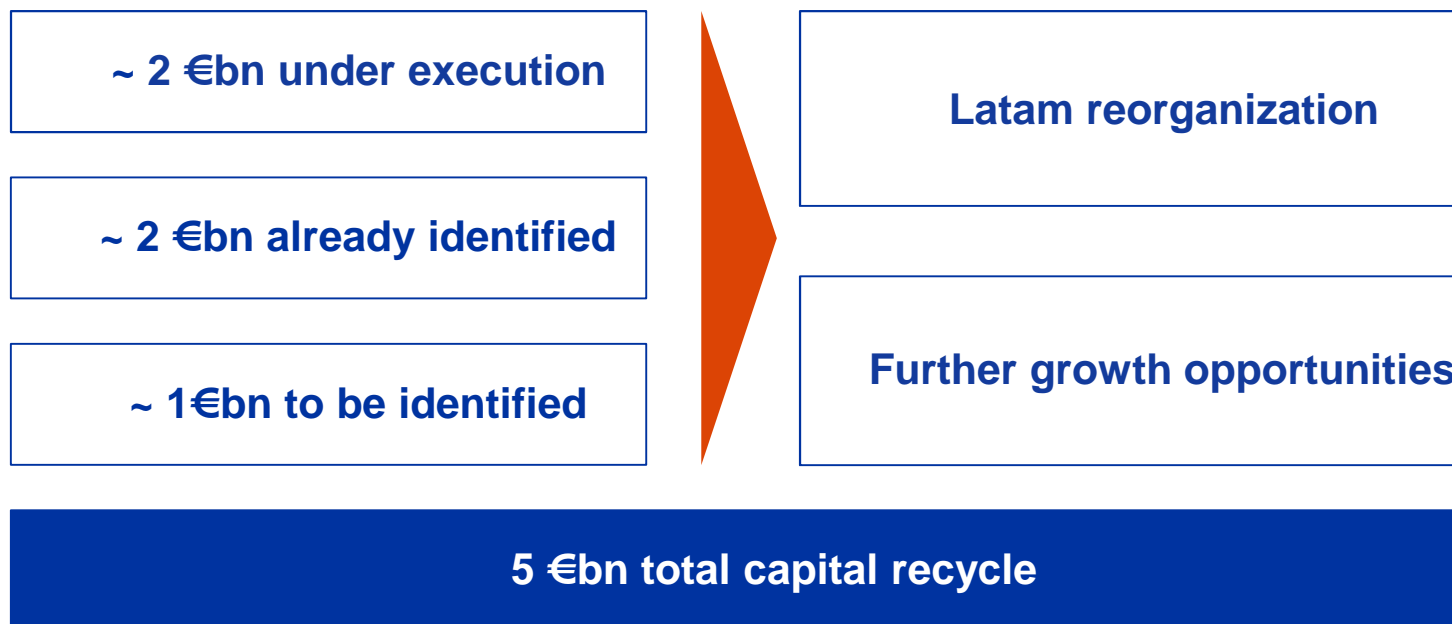 ~ 2 €bn under execution
~ 2 €bn already identified
~ 1€bn to be identified
Latam reorganization
Further growth opportunities
5 €bn total capital recycle